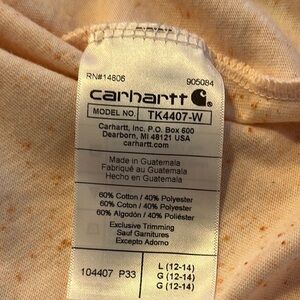 RN#14806 905084
carhartt
MODEL NO. TK4407-W
Carhartt, Inc. P.O. Box 600
Dearborn, MI 48121 USA
carhartt.com
Made in Guatemala
Fabriqué au Guatemala
Hecho en Guatemala
60% Cotton / 40% Polyester
60% Coton / 40% Polyester
60% Algodón / 40% Poliéster
Exclusive Trimming
Sauf Garnitures
Excepto Adorno
104407 P33
L (12-14)
G (12-14)
G (12-14)